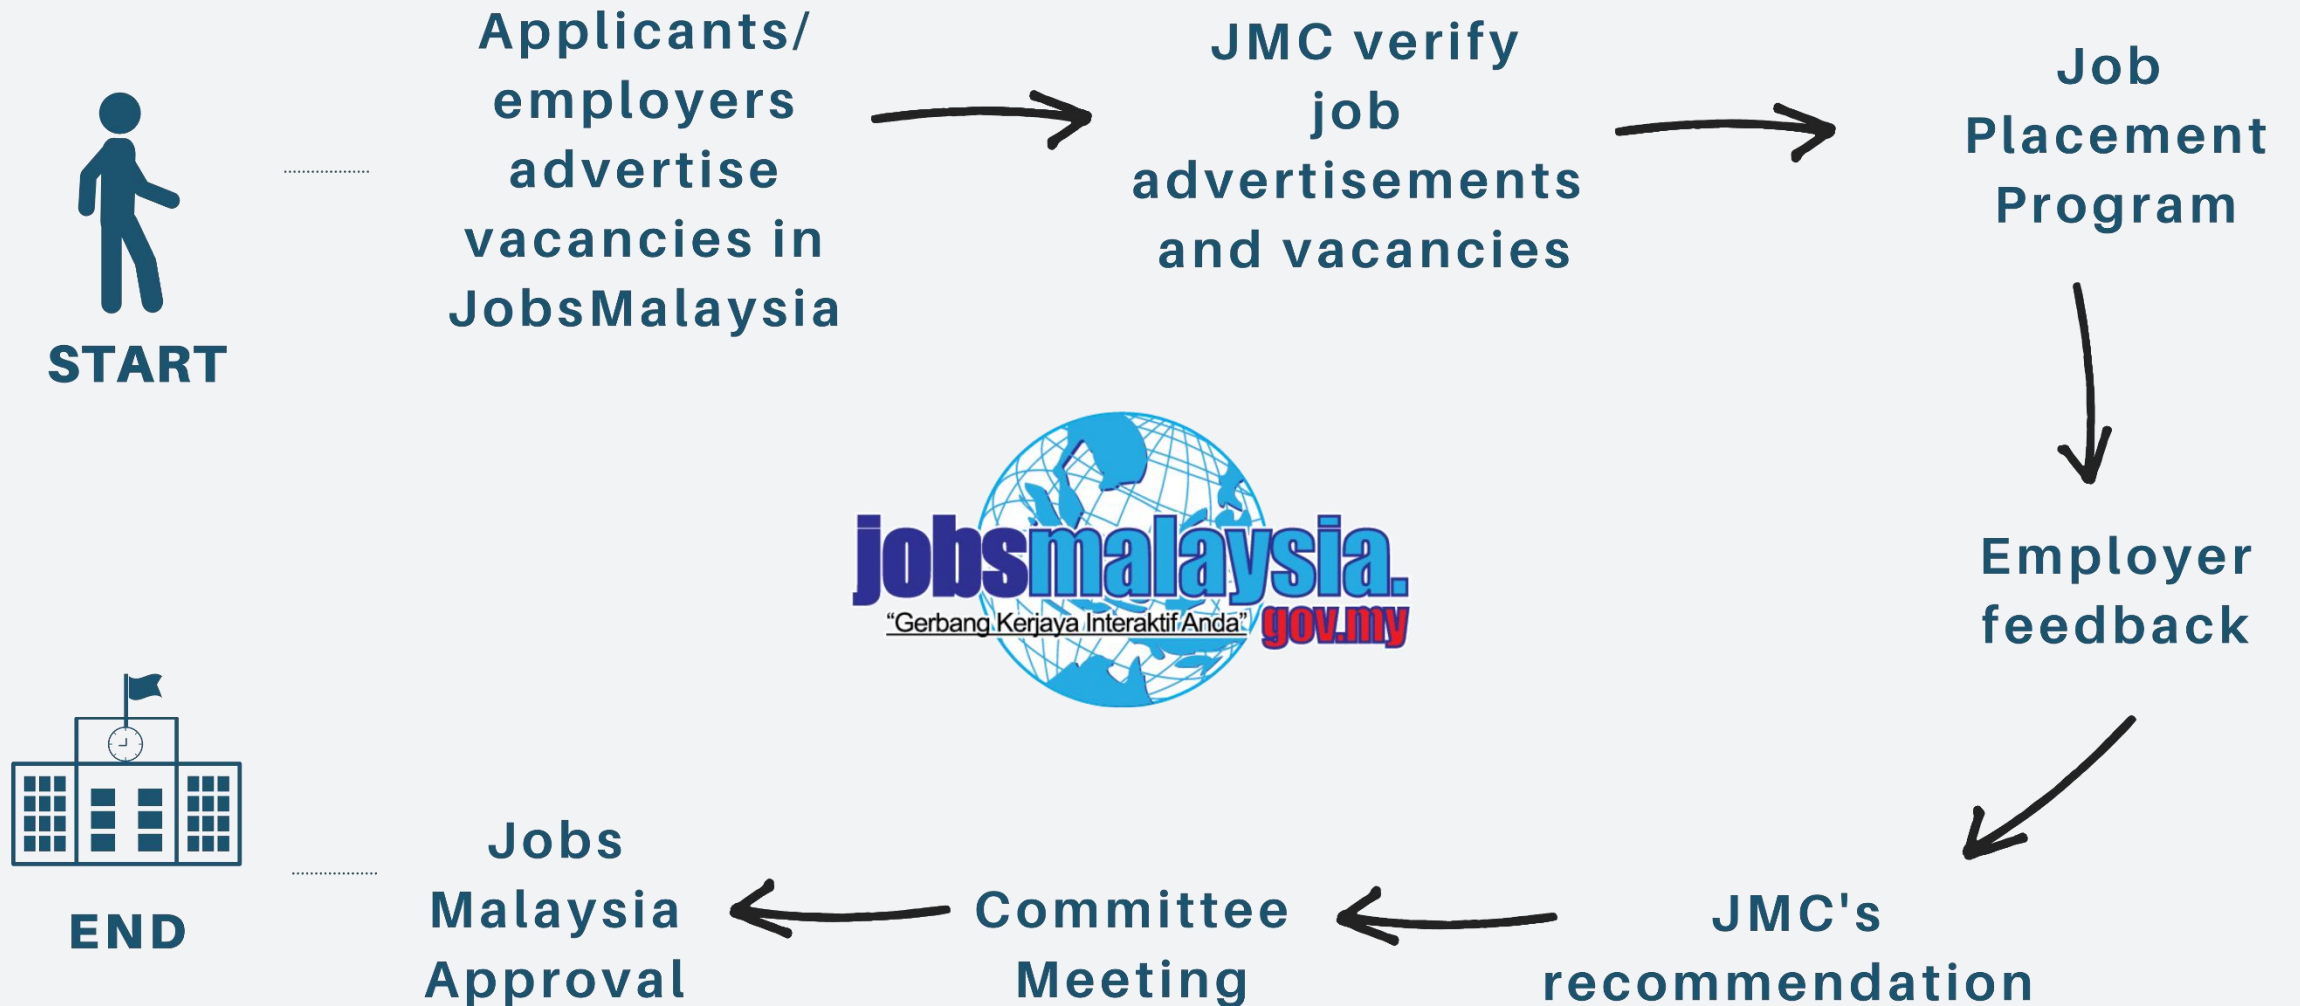 Applicants/
employers
advertise
vacancies in
JobsMalaysia
START
JMC verify
job
advertisements
and vacancies
Job
Placement
Program
Employer
feedback
jobsmalaysia.
"Gerbang Kerjaya Interaktif Anda" gov.my
JMC's
recommendation
Committee
Meeting
Jobs
Malaysia
Approval
END